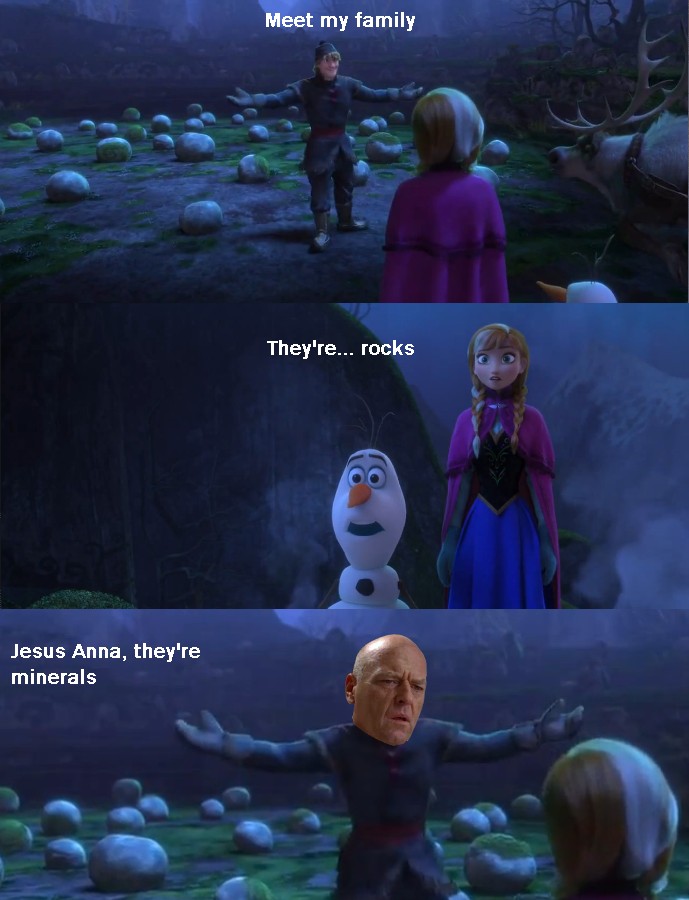 Meet my family
They're... rocks
Jesus Anna, they're
minerals